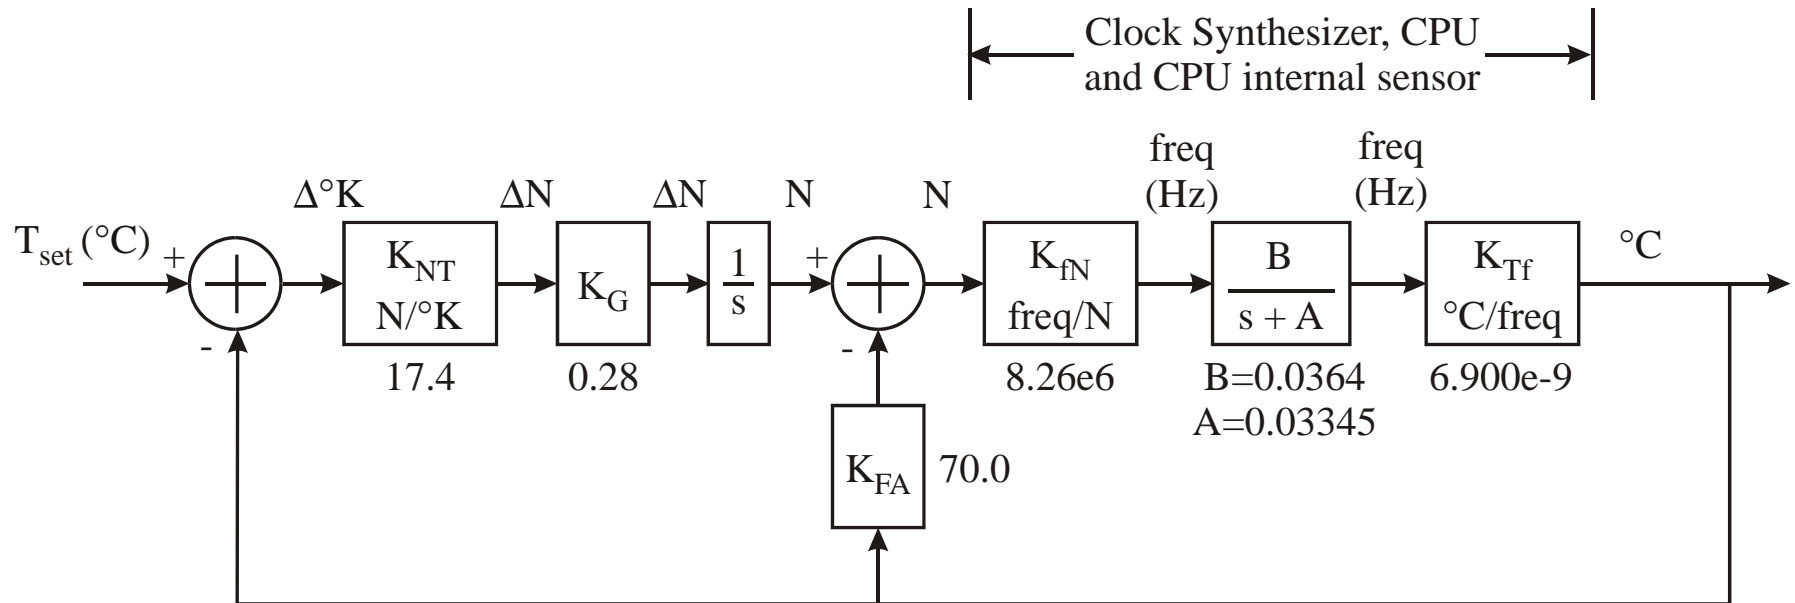 Clock Synthesizer, CPU
and CPU internal sensor
freq
(Hz)
freq
(Hz)
Δ°K
ΔN
ΔN
N
N
T_set (°C)
+
+
°C
K_NT
N/°K
K_G
1
s
K_fN
freq/N
B
s + A
K_Tf
°C/freq
-
-
17.4
0.28
8.26e6
B=0.0364
A=0.03345
6.900e-9
K_FA
70.0